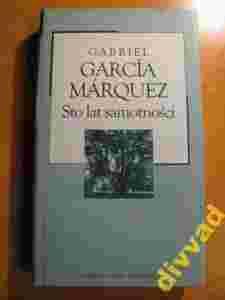 GABRIEL
GARCÍA
MÁRQUEZ
Sto lat samotności
divvad